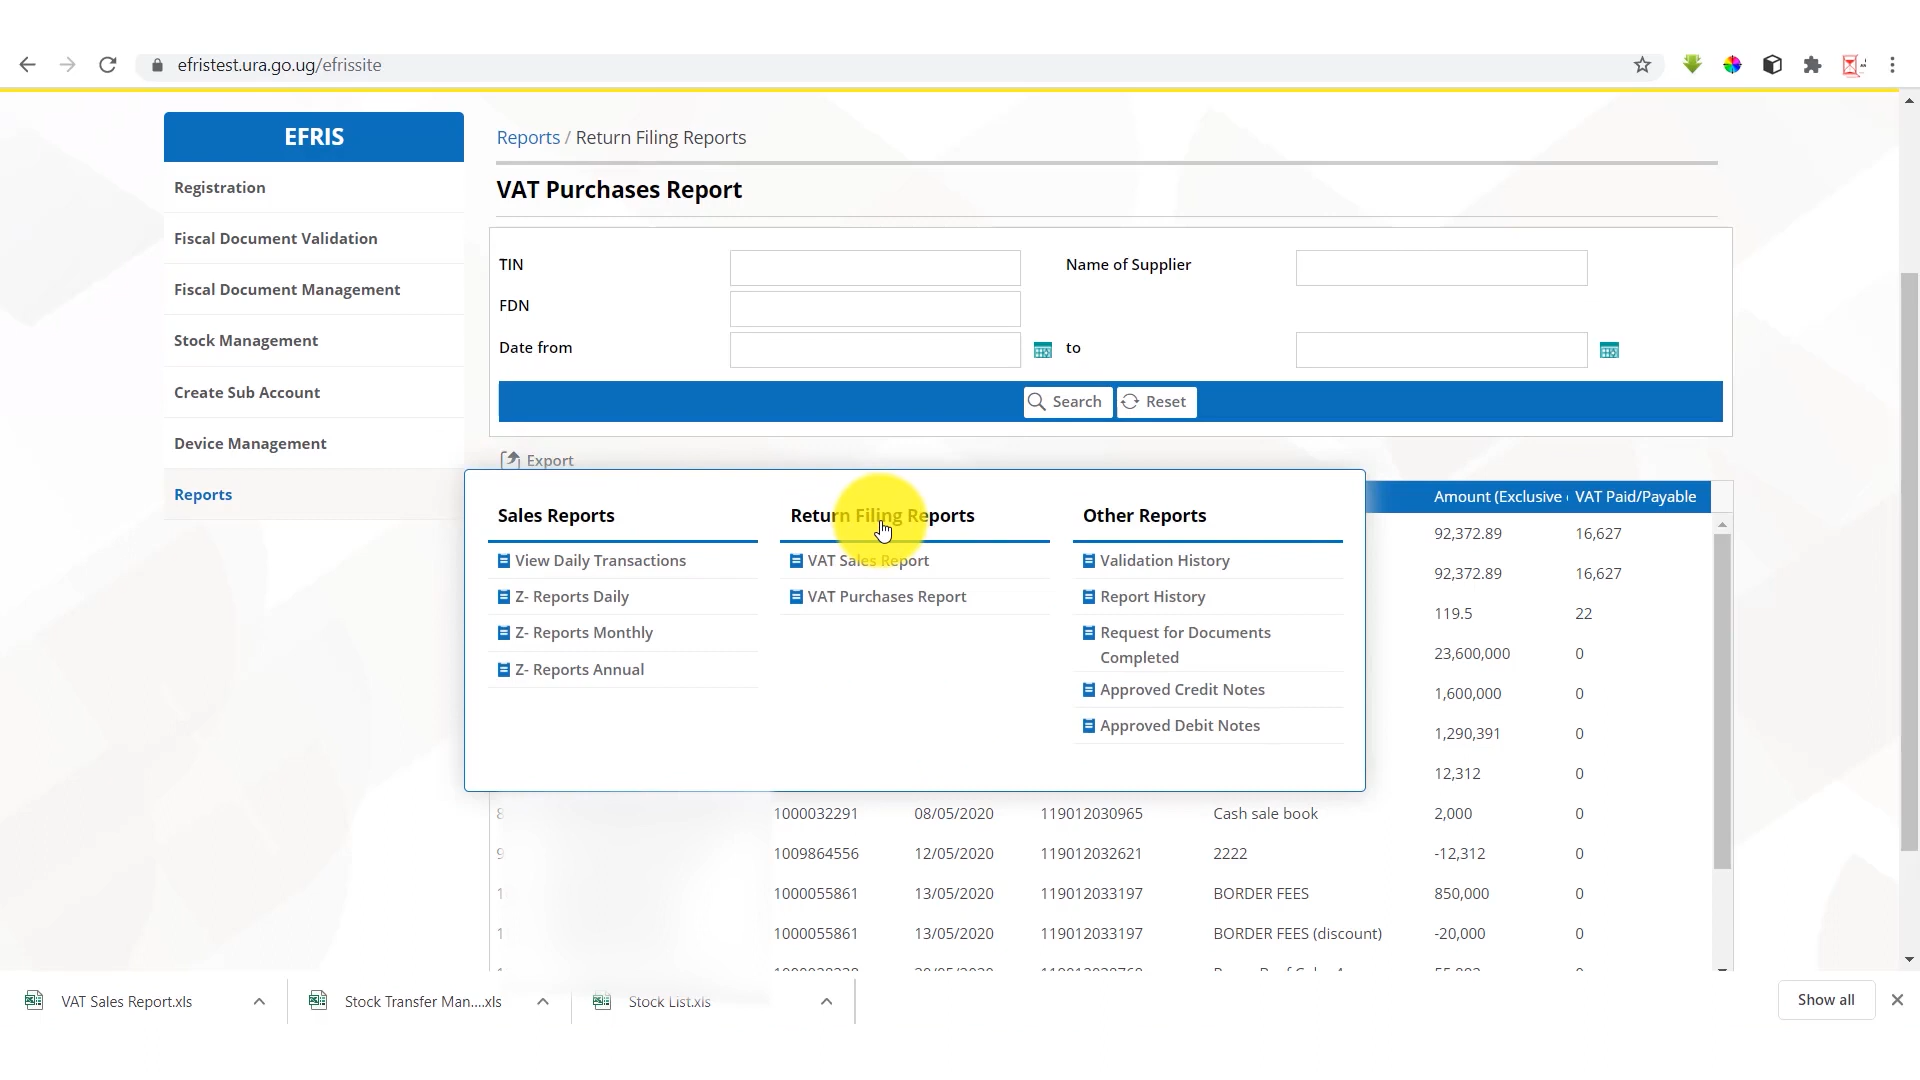 efristest.ura.go.ug/efrissite
EFRIS
Registration
Fiscal Document Validation
Fiscal Document Management
Stock Management
Create Sub Account
Device Management
Reports
Reports / Return Filing Reports
VAT Purchases Report
TIN
Name of Supplier
FDN
Date from
to
Search
Reset
Export
Sales Reports
View Daily Transactions
Z- Reports Daily
Z- Reports Monthly
Z- Reports Annual
Return Filing Reports
VAT Sales Report
VAT Purchases Report
Other Reports
Validation History
Report History
Request for Documents
Completed
Approved Credit Notes
Approved Debit Notes
Amount (Exclusive VAT Paid/Payable
92,372.89 16,627
92,372.89 16,627
119.5 22
23,600,000 0
1,600,000 0
1,290,391 0
12,312 0
8 1000032291 08/05/2020 119012030965 Cash sale book 2,000 0
9 1009864556 12/05/2020 119012032621 2222 -12,312 0
1000055861 13/05/2020 119012033197 BORDER FEES 850,000 0
1000055861 13/05/2020 119012033197 BORDER FEES (discount) -20,000 0
VAT Sales Report.xls
Stock Transfer Man....xls
Stock List.xls
Show all